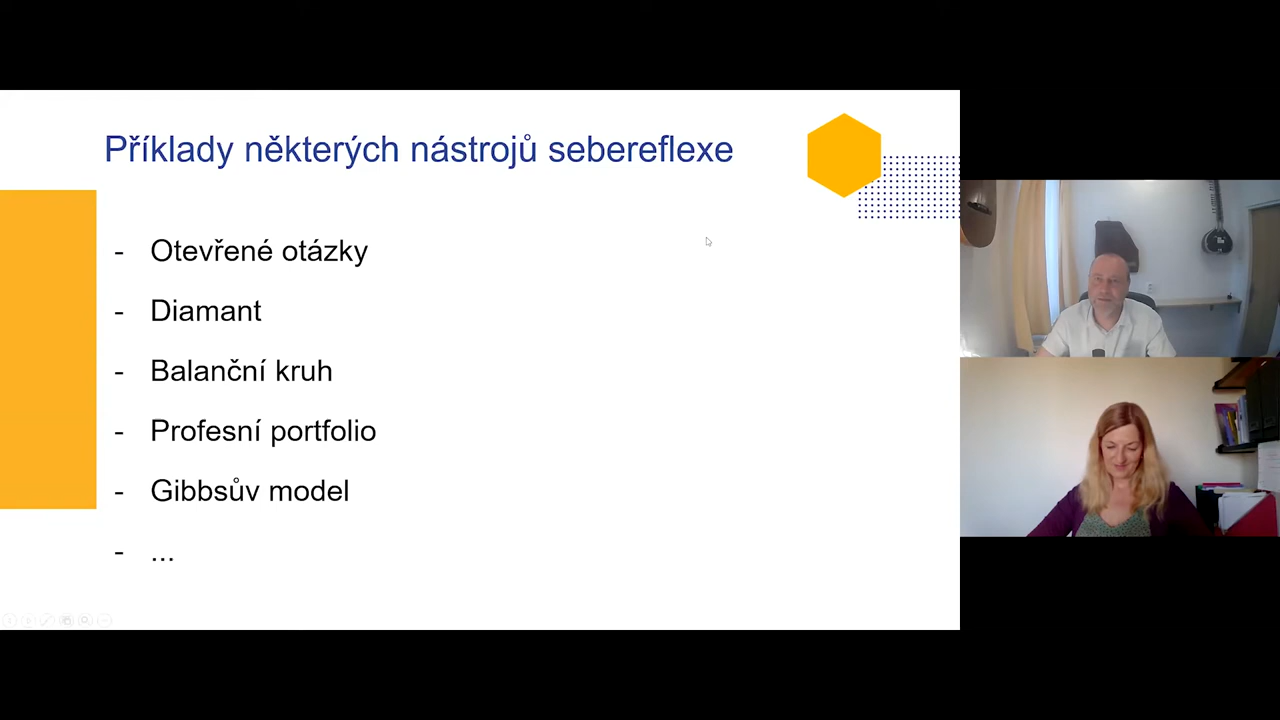 Příklady některých nástrojů sebereflexe
- Otevřené otázky
- Diamant
- Balanční kruh
- Profesní portfolio
- Gibbsův model
- ...